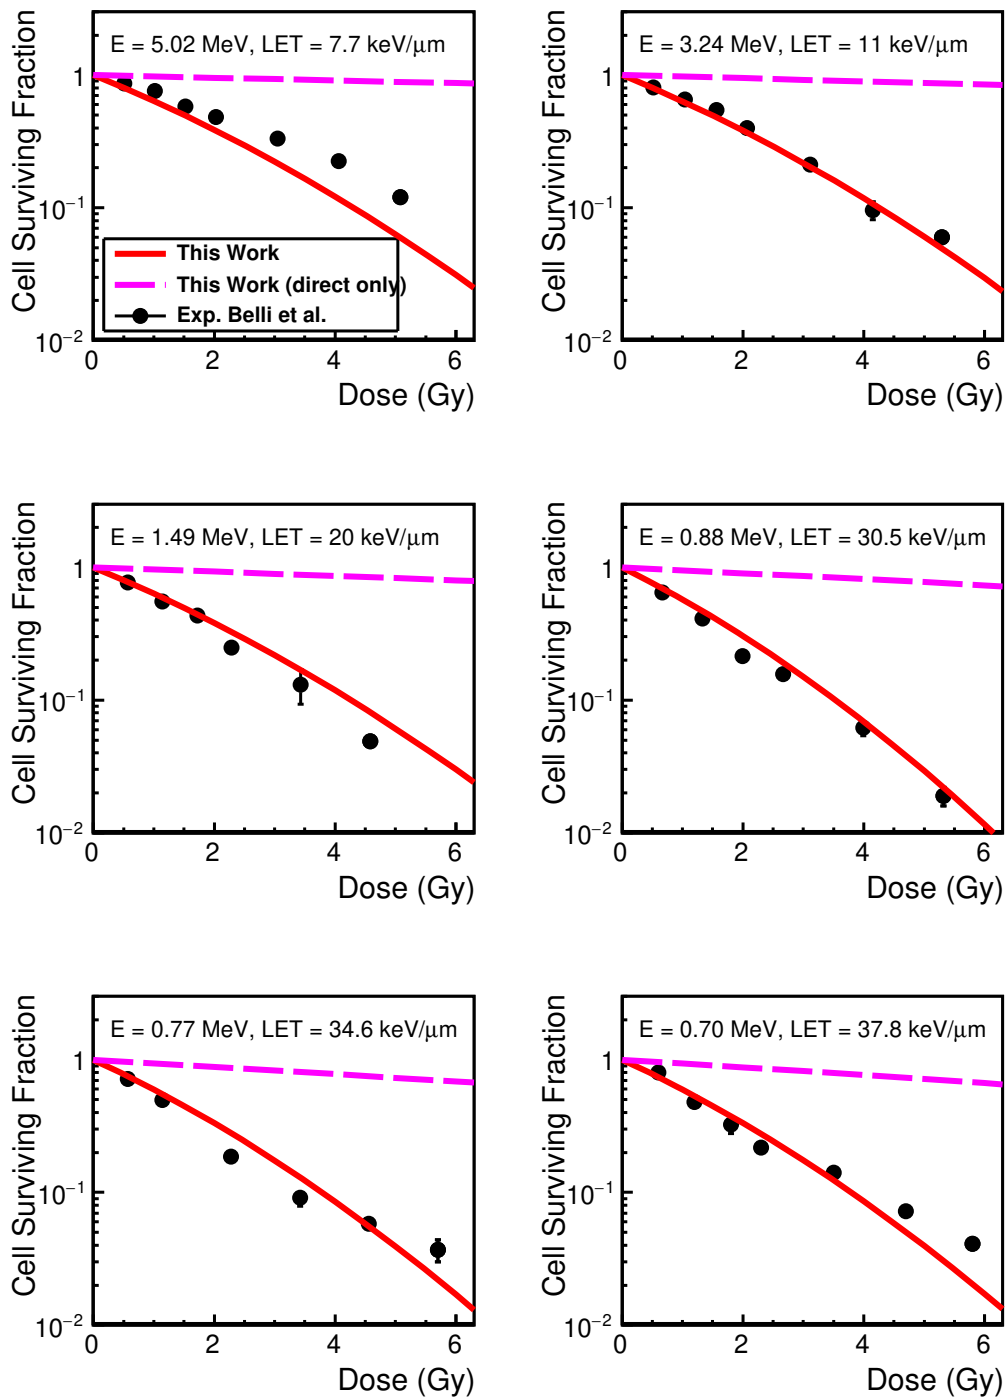 E = 5.02 MeV, LET = 7.7 keV/μm
Cell Surviving Fraction
1
10⁻¹
10⁻²
This Work
This Work (direct only)
Exp. Belli et al.
0 2 4 6
Dose (Gy)
E = 3.24 MeV, LET = 11 keV/μm
Cell Surviving Fraction
1
10⁻¹
10⁻²
0 2 4 6
Dose (Gy)
E = 1.49 MeV, LET = 20 keV/μm
Cell Surviving Fraction
1
10⁻¹
10⁻²
0 2 4 6
Dose (Gy)
E = 0.88 MeV, LET = 30.5 keV/μm
Cell Surviving Fraction
1
10⁻¹
10⁻²
0 2 4 6
Dose (Gy)
E = 0.77 MeV, LET = 34.6 keV/μm
Cell Surviving Fraction
1
10⁻¹
10⁻²
0 2 4 6
Dose (Gy)
E = 0.70 MeV, LET = 37.8 keV/μm
Cell Surviving Fraction
1
10⁻¹
10⁻²
0 2 4 6
Dose (Gy)